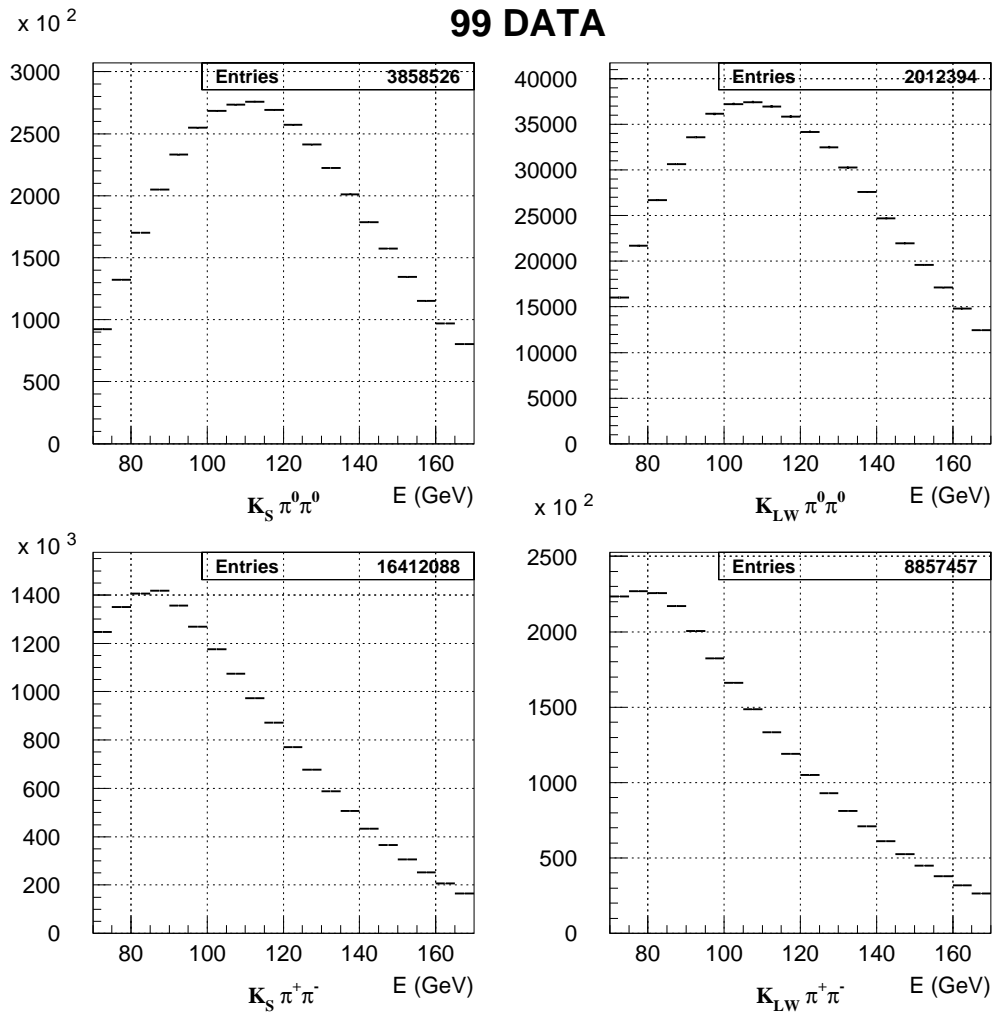 99 DATA
x 10^2
Entries 3858526
3000
2500
2000
1500
1000
500
0
80 100 120 140 160
E (GeV)
K_S π^0π^0
Entries 2012394
40000
35000
30000
25000
20000
15000
10000
5000
0
80 100 120 140 160
E (GeV)
K_LW π^0π^0
x 10^3
Entries 16412088
1400
1200
1000
800
600
400
200
0
80 100 120 140 160
E (GeV)
K_S π^+π^-
x 10^2
Entries 8857457
2500
2000
1500
1000
500
0
80 100 120 140 160
E (GeV)
K_LW π^+π^-